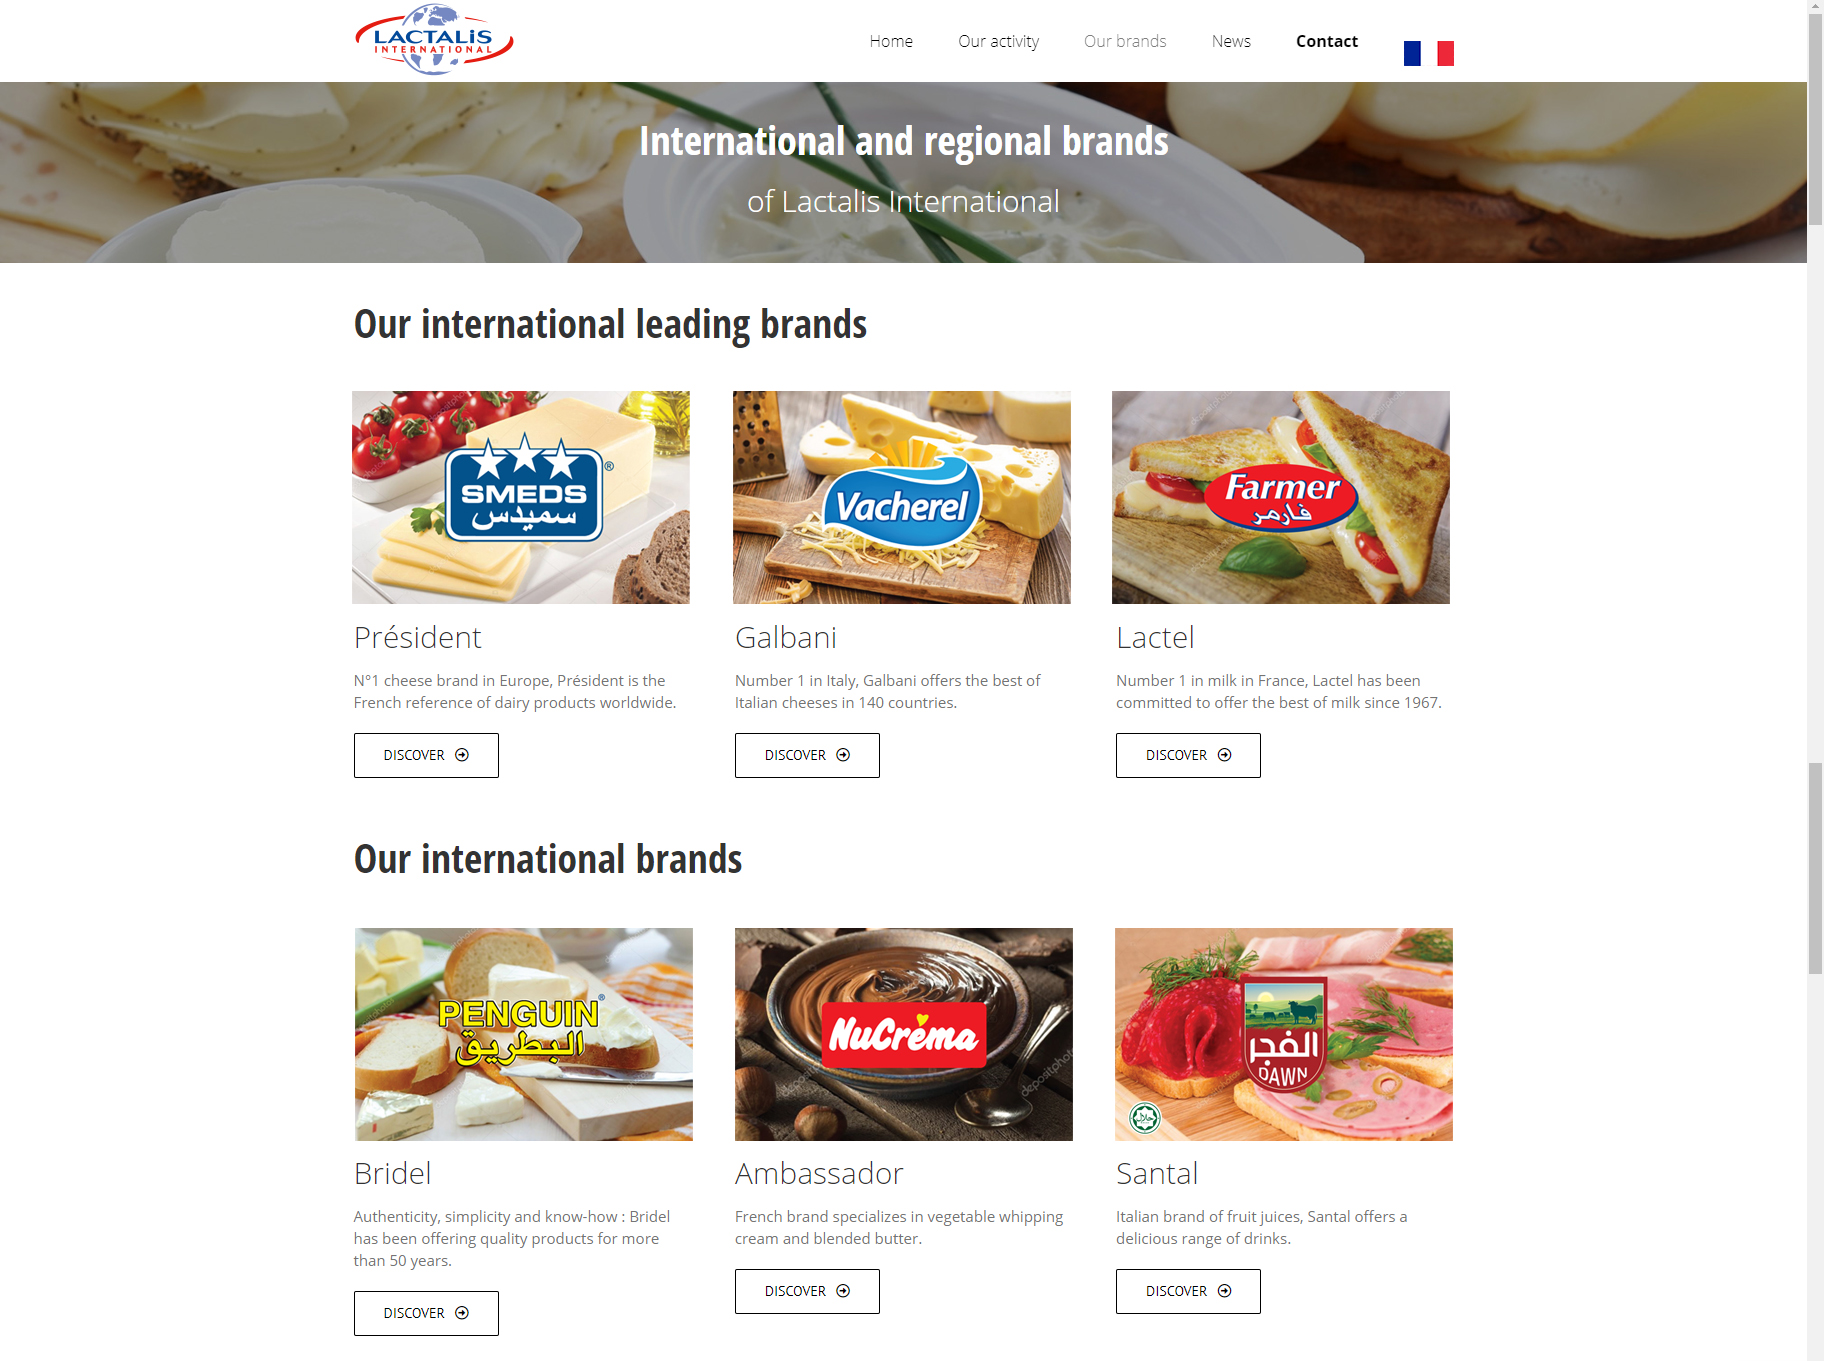 LACTALIS
INTERNATIONAL
Home
Our activity
Our brands
News
Contact
International and regional brands
of Lactalis International
Our international leading brands
SMEDS®
سميدس
Vacherel
Farmer
فارمر
Président
N°1 cheese brand in Europe, Président is the
French reference of dairy products worldwide.
DISCOVER
Galbani
Number 1 in Italy, Galbani offers the best of
Italian cheeses in 140 countries.
DISCOVER
Lactel
Number 1 in milk in France, Lactel has been
committed to offer the best of milk since 1967.
DISCOVER
Our international brands
PENGUIN®
البطريق
NuCréma
depositphotos
الفجر
DAWN
حلال
Bridel
Authenticity, simplicity and know-how : Bridel
has been offering quality products for more
than 50 years.
DISCOVER
Ambassador
French brand specializes in vegetable whipping
cream and blended butter.
DISCOVER
Santal
Italian brand of fruit juices, Santal offers a
delicious range of drinks.
DISCOVER